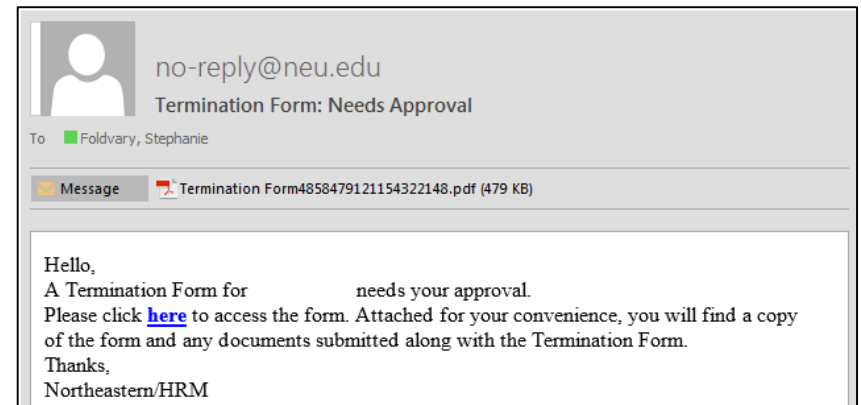 no-reply@neu.edu
Termination Form: Needs Approval
To Foldvary, Stephanie
Message Termination Form4858479121154322148.pdf (479 KB)
Hello,
A Termination Form for needs your approval.
Please click here to access the form. Attached for your convenience, you will find a copy
of the form and any documents submitted along with the Termination Form.
Thanks,
Northeastern/HRM